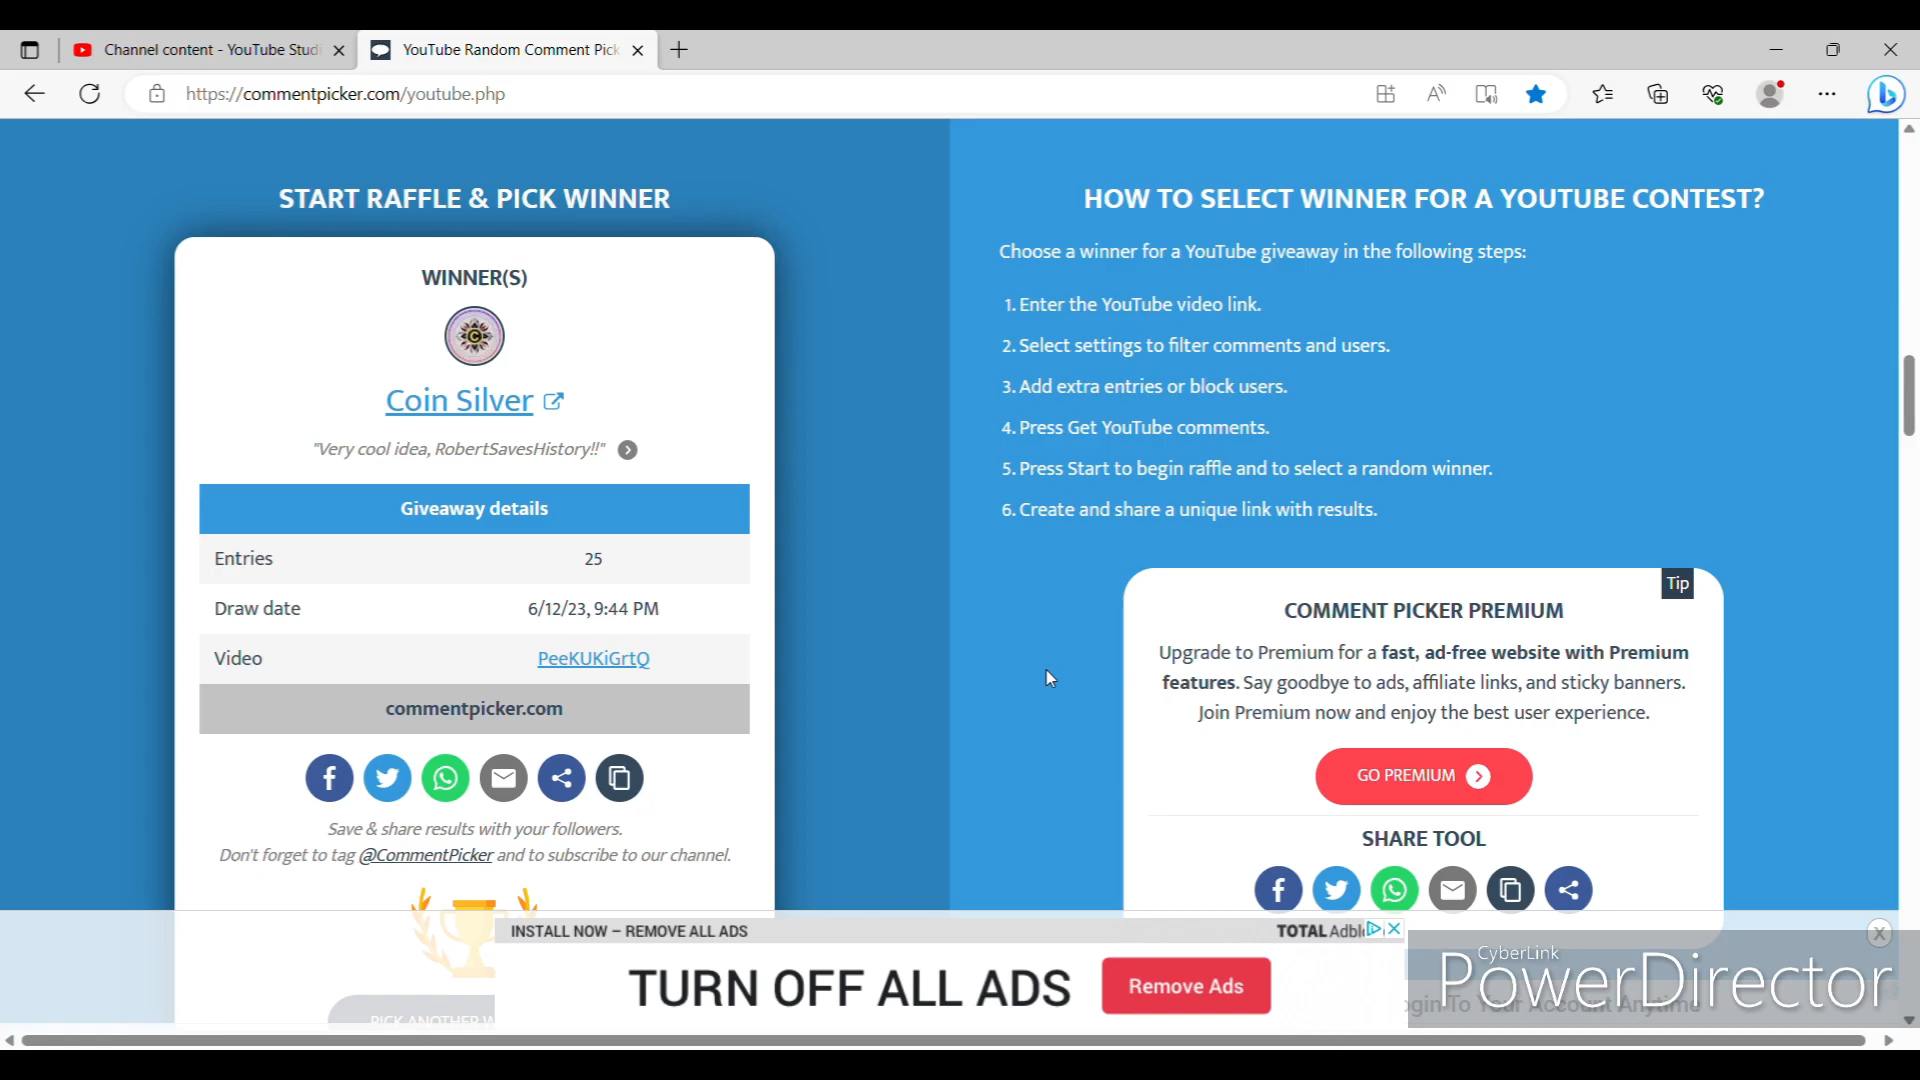 Channel content - YouTube Studi
YouTube Random Comment Pick
https://commentpicker.com/youtube.php
START RAFFLE & PICK WINNER
WINNER(S)
Coin Silver
"Very cool idea, RobertSavesHistory!!"
Giveaway details
Entries 25
Draw date 6/12/23, 9:44 PM
Video PeeKUKiGrtQ
commentpicker.com
Save & share results with your followers.
Don't forget to tag @CommentPicker and to subscribe to our channel.
PICK ANOTHER W
HOW TO SELECT WINNER FOR A YOUTUBE CONTEST?
Choose a winner for a YouTube giveaway in the following steps:
1. Enter the YouTube video link.
2. Select settings to filter comments and users.
3. Add extra entries or block users.
4. Press Get YouTube comments.
5. Press Start to begin raffle and to select a random winner.
6. Create and share a unique link with results.
Tip
COMMENT PICKER PREMIUM
Upgrade to Premium for a fast, ad-free website with Premium
features. Say goodbye to ads, affiliate links, and sticky banners.
Join Premium now and enjoy the best user experience.
GO PREMIUM
SHARE TOOL
INSTALL NOW – REMOVE ALL ADS
TOTAL Adbl
TURN OFF ALL ADS
Remove Ads
CyberLink
PowerDirector
gin To Your Account Anytime